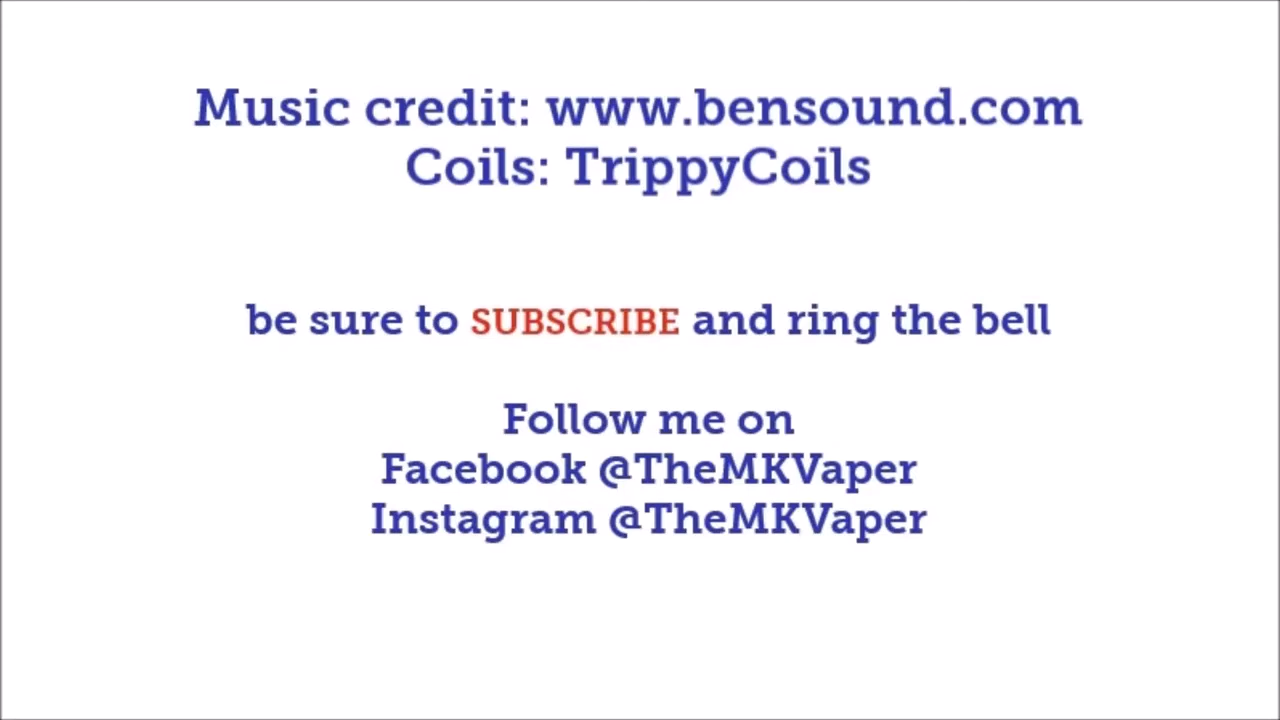 Music credit: www.bensound.com
Coils: TrippyCoils
be sure to SUBSCRIBE and ring the bell
Follow me on
Facebook @TheMKVaper
Instagram @TheMKVaper